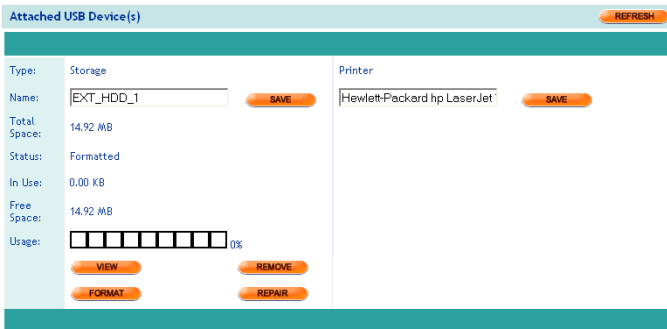 Attached USB Device(s) REFRESH
Type: Storage Printer
Name: EXT_HDD_1 SAVE Hewlett-Packard hp LaserJet SAVE
Total
Space: 14.92 MB
Status: Formatted
In Use: 0.00 KB
Free
Space: 14.92 MB
Usage: 0%
VIEW REMOVE
FORMAT REPAIR